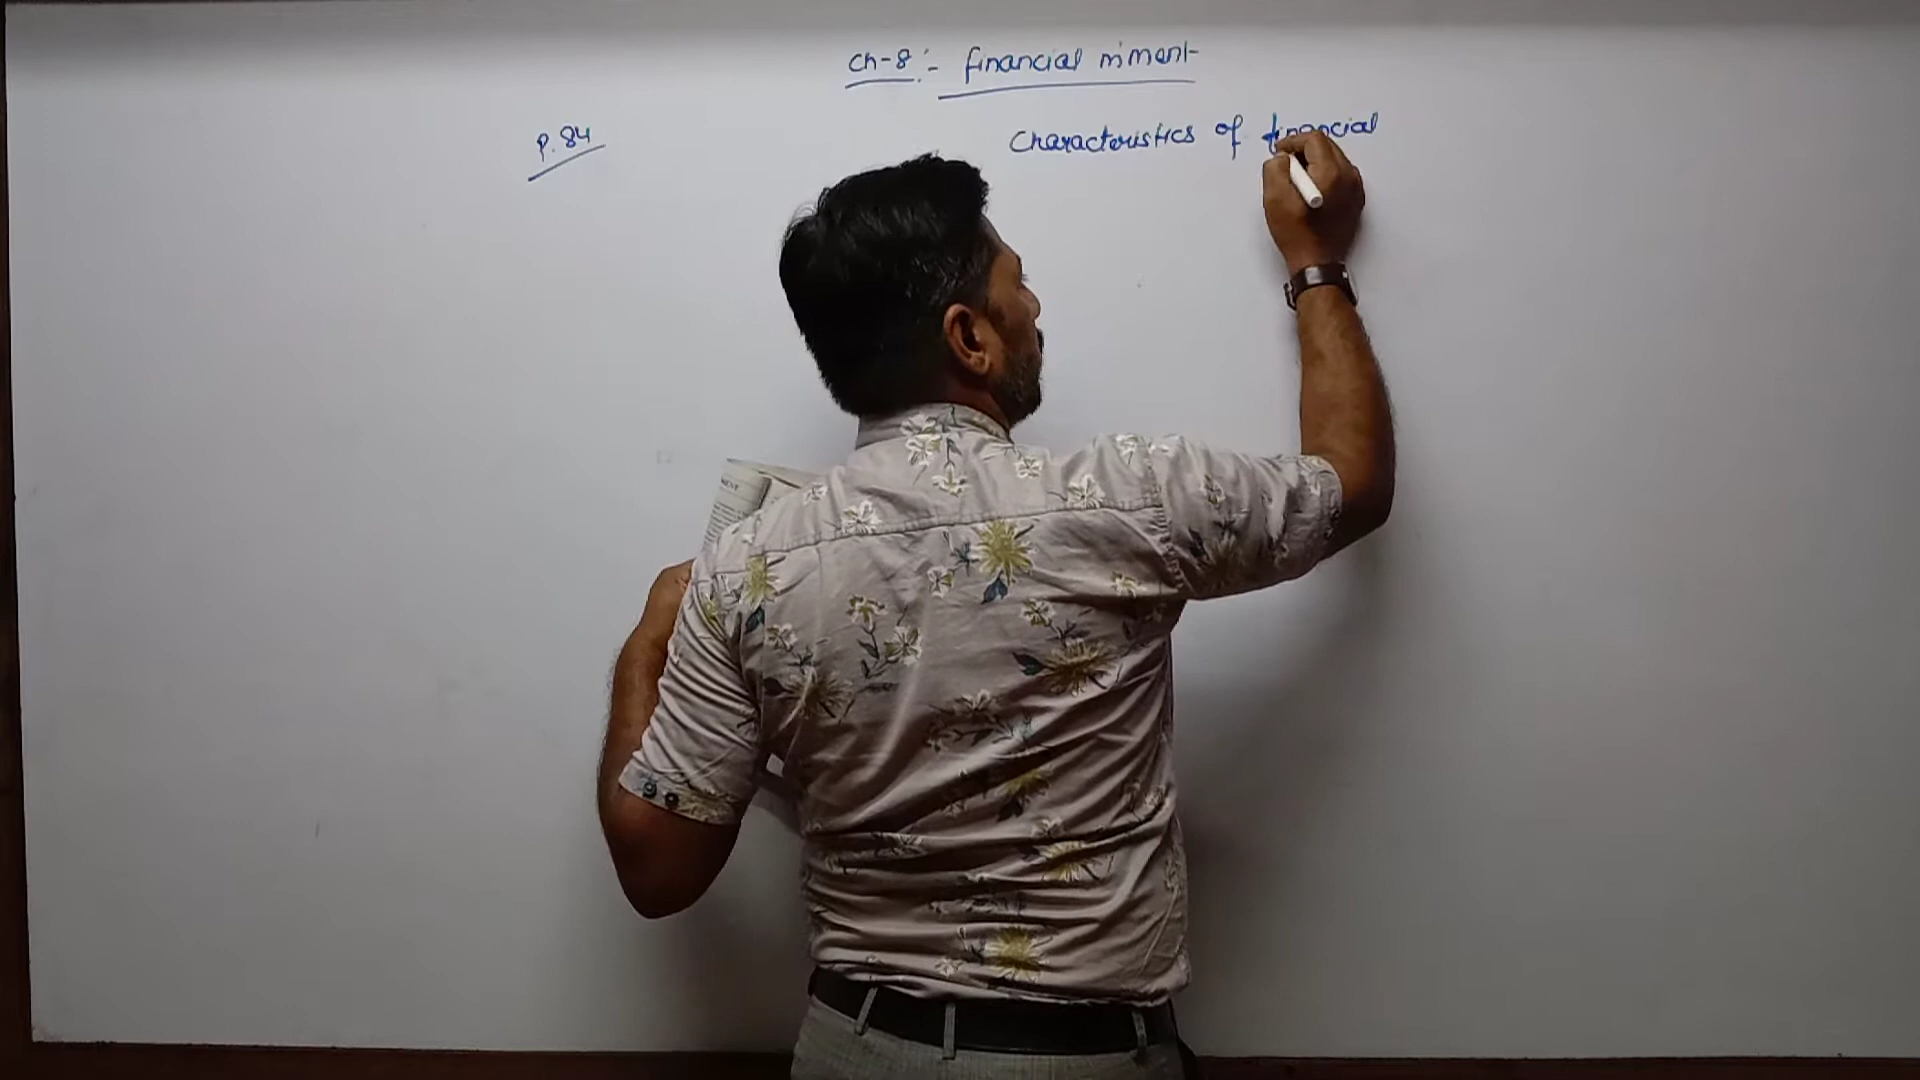 Ch-8:- financial m'ment
P. 84
Characteristics of financial